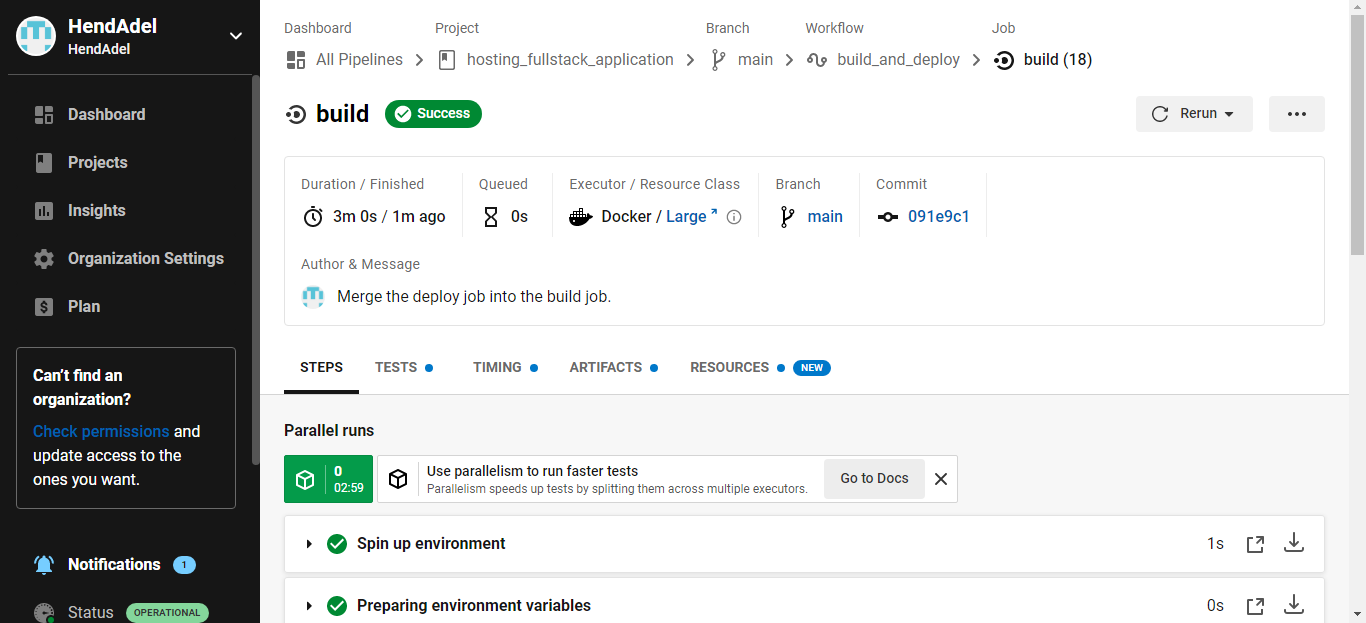 HendAdel
HendAdel
Dashboard
Projects
Insights
Organization Settings
Plan
Can't find an
organization?
Check permissions and
update access to the
ones you want.
Notifications 1
Status OPERATIONAL
Dashboard Project Branch Workflow Job
All Pipelines hosting_fullstack_application main build_and_deploy build (18)
build Success Rerun
Duration / Finished Queued Executor / Resource Class Branch Commit
3m 0s / 1m ago 0s Docker / Large main 091e9c1
Author & Message
Merge the deploy job into the build job.
STEPS TESTS TIMING ARTIFACTS RESOURCES NEW
Parallel runs
0
02:59
Use parallelism to run faster tests
Parallelism speeds up tests by splitting them across multiple executors.
Go to Docs
Spin up environment 1s
Preparing environment variables 0s